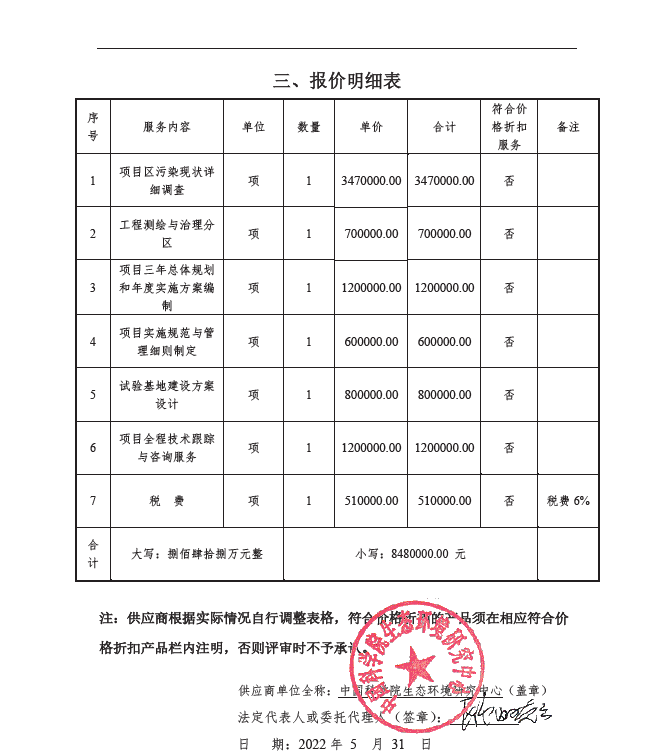 三、报价明细表
序号 服务内容 单位 数量 单价 合计 符合价格折扣服务 备注
1 项目区污染现状详细调查 项 1 3470000.00 3470000.00 否
2 工程测绘与治理分区 项 1 700000.00 700000.00 否
3 项目三年总体规划和年度实施方案编制 项 1 1200000.00 1200000.00 否
4 项目实施规范与管理细则制定 项 1 600000.00 600000.00 否
5 试验基地建设方案设计 项 1 800000.00 800000.00 否
6 项目全程技术跟踪与咨询服务 项 1 1200000.00 1200000.00 否
7 税 费 项 1 510000.00 510000.00 否 税费 6%
合计 大写：捌佰肆拾捌万元整 小写：8480000.00 元
注：供应商根据实际情况自行调整表格，符合价格折扣的产品须在相应符合价
格折扣产品栏内注明，否则评审时不予承认。
供应商单位全称：中国科学院生态环境研究中心（盖章）
法定代表人或委托代理人（签章）：
日 期：2022 年 5 月 31 日
中国科学院生态环境研究中心